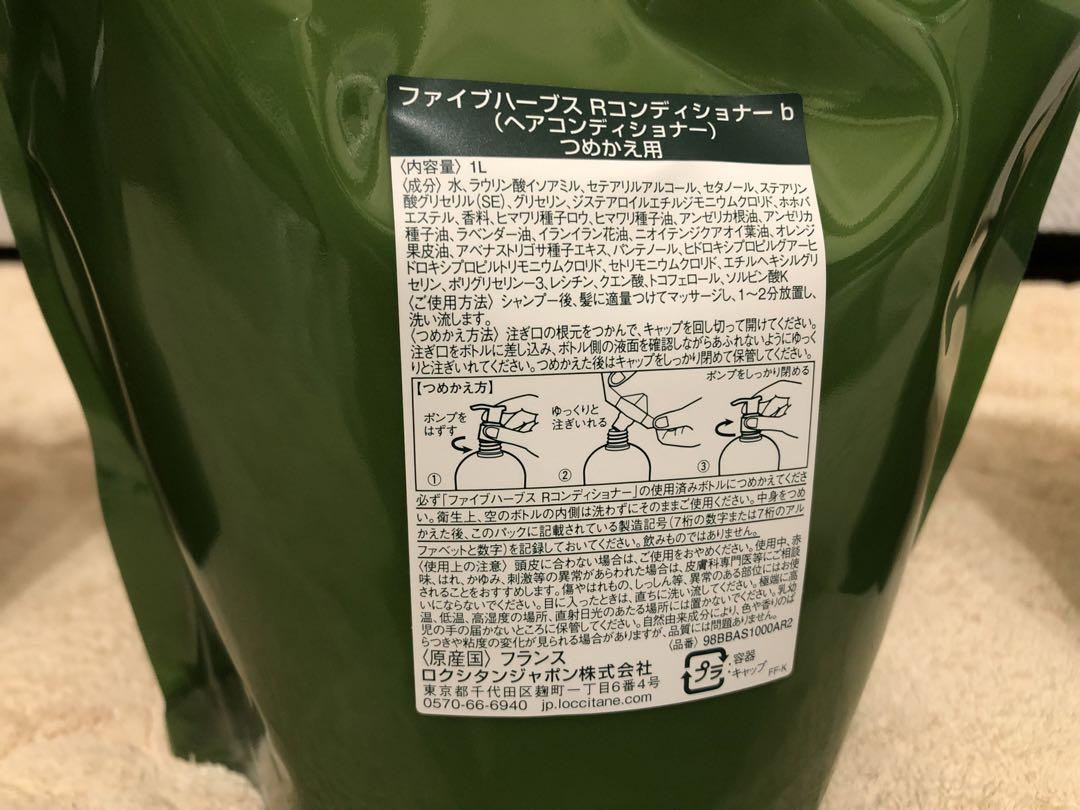 ファイブハーブス Rコンディショナー b
(ヘアコンディショナー)
つめかえ用
〈内容量〉 1L
〈成分〉 水、ラウリン酸イソアミル、セテアリルアルコール、セタノール、ステアリン
酸グリセリル(SE)、グリセリン、ジステアロイルエチルジモニウムクロリド、ホホバ
エステル、香料、ヒマワリ種子ロウ、ヒマワリ種子油、アンゼリカ根油、アンゼリカ
種子油、ラベンダー油、イランイラン花油、ニオイテンジクアオイ葉油、オレンジ
果皮油、アベナストリゴサ種子エキス、パンテノール、ヒドロキシプロピルグアーヒ
ドロキシプロピルトリモニウムクロリド、セトリモニウムクロリド、エチルヘキシルグリ
セリン、ポリグリセリン-3、レシチン、クエン酸、トコフェロール、ソルビン酸K
〈ご使用方法〉 シャンプー後、髪に適量つけてマッサージし、1〜2分放置し、
洗い流します。
〈つめかえ方法〉 注ぎ口の根元をつかんで、キャップを回し切って開けてください。
注ぎ口をボトルに差し込み、ボトル側の液面を確認しながらあふれないようにゆっく
りと注ぎいれてください。つめかえた後はキャップをしっかり閉めて保管してください。
【つめかえ方】
ポンプを
はずす
①
ゆっくりと
注ぎいれる
②
ポンプをしっかり閉める
③
必ず「ファイブハーブス Rコンディショナー」の使用済みボトルにつめかえてくださ
い。衛生上、空のボトルの内側は洗わずにそのままご使用ください。中身をつめ
かえた後、このパックに記載されている製造記号(7桁の数字または7桁のアル
ファベットと数字)を記録しておいてください。飲みものではありません。
〈使用上の注意〉 頭皮に合わない場合は、ご使用をおやめください。使用中、赤
味、はれ、かゆみ、刺激等の異常があらわれた場合は、皮膚科専門医等にご相談
されることをおすすめします。傷やはれもの、しっしん等、異常のある部位にはお使
いにならないでください。目に入ったときは、直ちに洗い流してください。極端に高
温、低温、高湿度の場所、直射日光のあたる場所には置かないでください。乳幼
児の手の届かないところに保管してください。自然由来成分により、色や香りのば
らつきや粘度の変化が見られる場合がありますが、品質には問題ありません。
〈品番〉 98BBAS1000AR2
〈原産国〉 フランス
ロクシタンジャポン株式会社
東京都千代田区麹町一丁目6番4号
0570-66-6940 jp.loccitane.com
プラ
容器
キャップ
FF-K